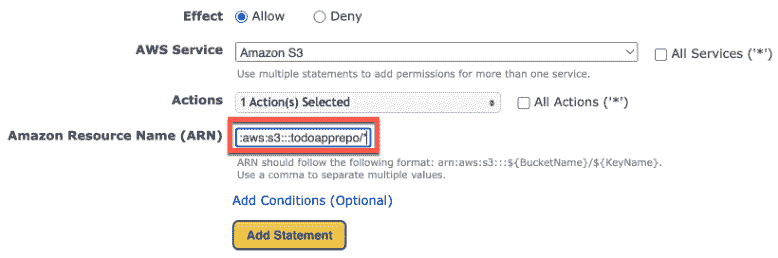 Effect Allow Deny
AWS Service Amazon S3 All Services ('*')
Use multiple statements to add permissions for more than one service.
Actions 1 Action(s) Selected All Actions ('*')
Amazon Resource Name (ARN) :aws:s3:::todoapprepo/*
ARN should follow the following format: arn:aws:s3:::${BucketName}/${KeyName}.
Use a comma to separate multiple values.
Add Conditions (Optional)
Add Statement